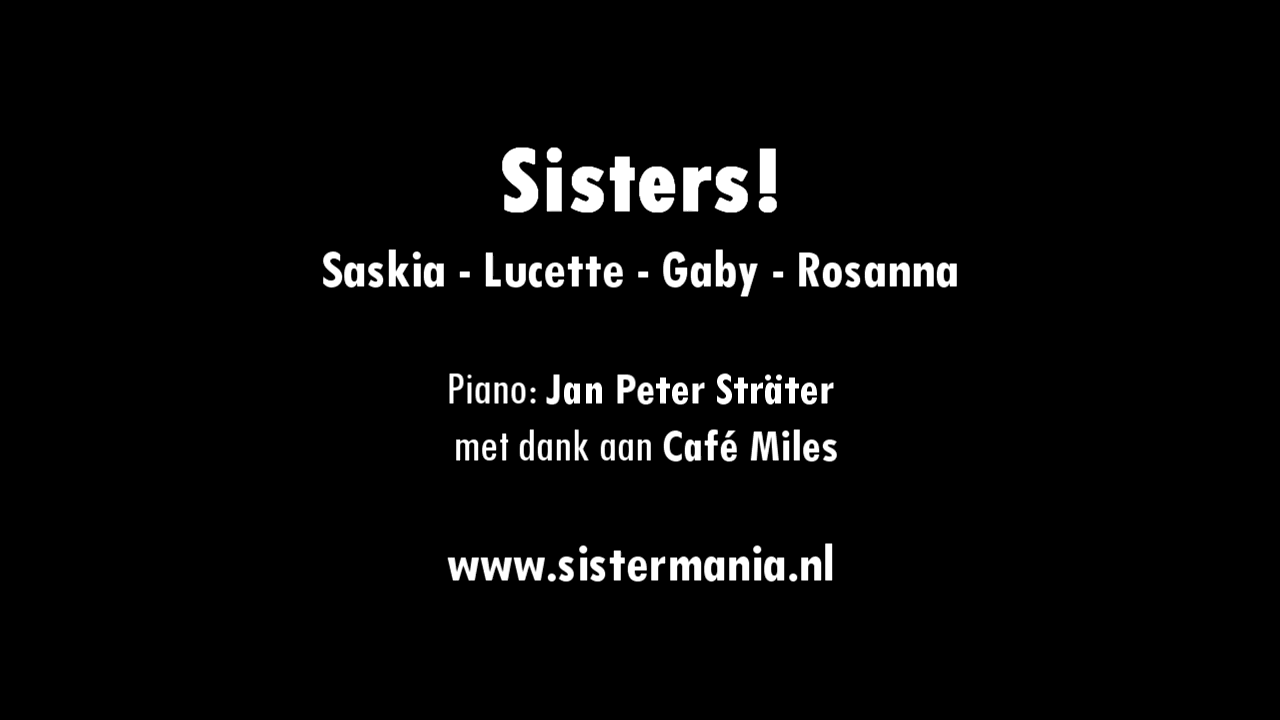 Sisters!
Saskia - Lucette - Gaby - Rosanna
Piano: Jan Peter Sträter
met dank aan Café Miles
www.sistermania.nl